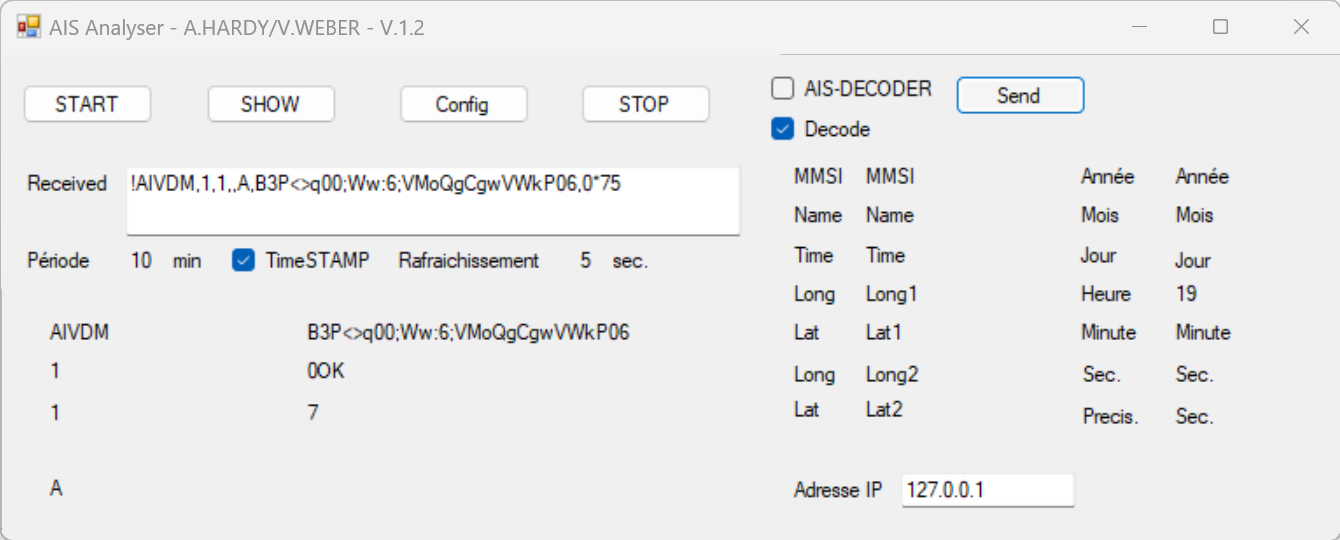 AIS Analyser - A.HARDY/V.WEBER - V.1.2
START SHOW Config STOP
AIS-DECODER Send
Decode
Received !AIVDM,1,1,,A,B3P<>q00;Ww:6;VMoQgCgwVWkP06,0*75
MMSI MMSI Année Année
Name Name Mois Mois
Période 10 min TimeSTAMP Rafraichissement 5 sec.
Time Time Jour Jour
Long Long1 Heure 19
AIVDM B3P<>q00;Ww:6;VMoQgCgwVWkP06
Lat Lat1 Minute Minute
1 0OK
Long Long2 Sec. Sec.
1 7
Lat Lat2 Precis. Sec.
A
Adresse IP 127.0.0.1